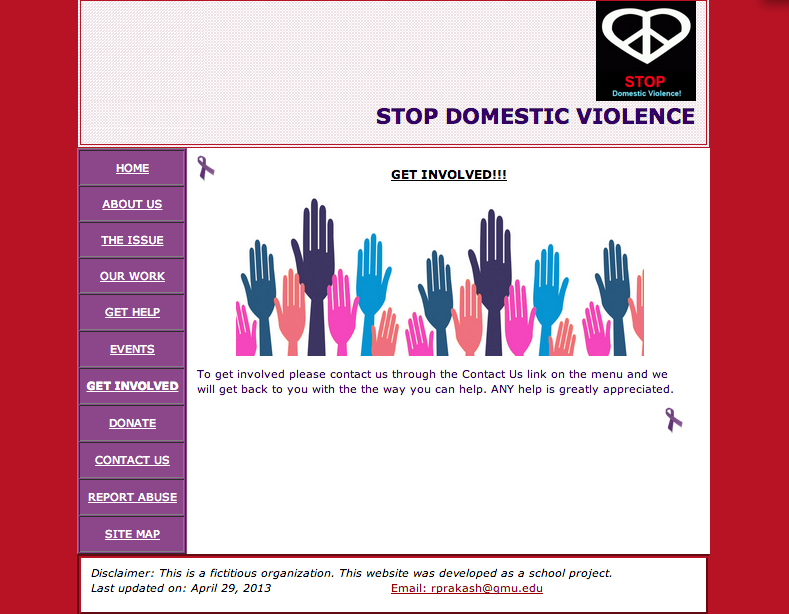 STOP
Domestic Violence!
STOP DOMESTIC VIOLENCE
HOME
ABOUT US
THE ISSUE
OUR WORK
GET HELP
EVENTS
GET INVOLVED
DONATE
CONTACT US
REPORT ABUSE
SITE MAP
GET INVOLVED!!!
To get involved please contact us through the Contact Us link on the menu and we
will get back to you with the the way you can help. ANY help is greatly appreciated.
Disclaimer: This is a fictitious organization. This website was developed as a school project.
Last updated on: April 29, 2013 Email: rprakash@gmu.edu